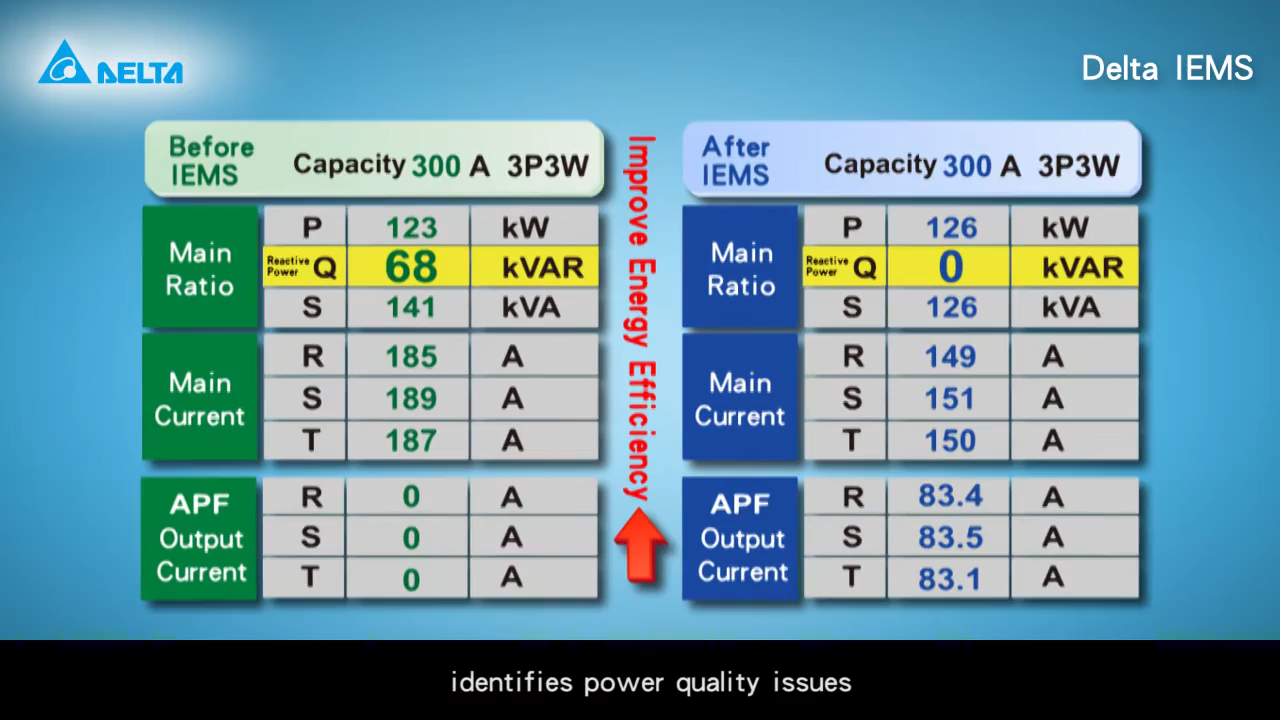 DELTA
Delta IEMS
Before
IEMS
Capacity 300 A 3P3W
Main
Ratio
P 123 kW
Reactive
Power Q 68 kVAR
S 141 kVA
Main
Current
R 185 A
S 189 A
T 187 A
APF
Output
Current
R 0 A
S 0 A
T 0 A
Improve Energy Efficiency
After
IEMS
Capacity 300 A 3P3W
Main
Ratio
P 126 kW
Reactive
Power Q 0 kVAR
S 126 kVA
Main
Current
R 149 A
S 151 A
T 150 A
APF
Output
Current
R 83.4 A
S 83.5 A
T 83.1 A
identifies power quality issues